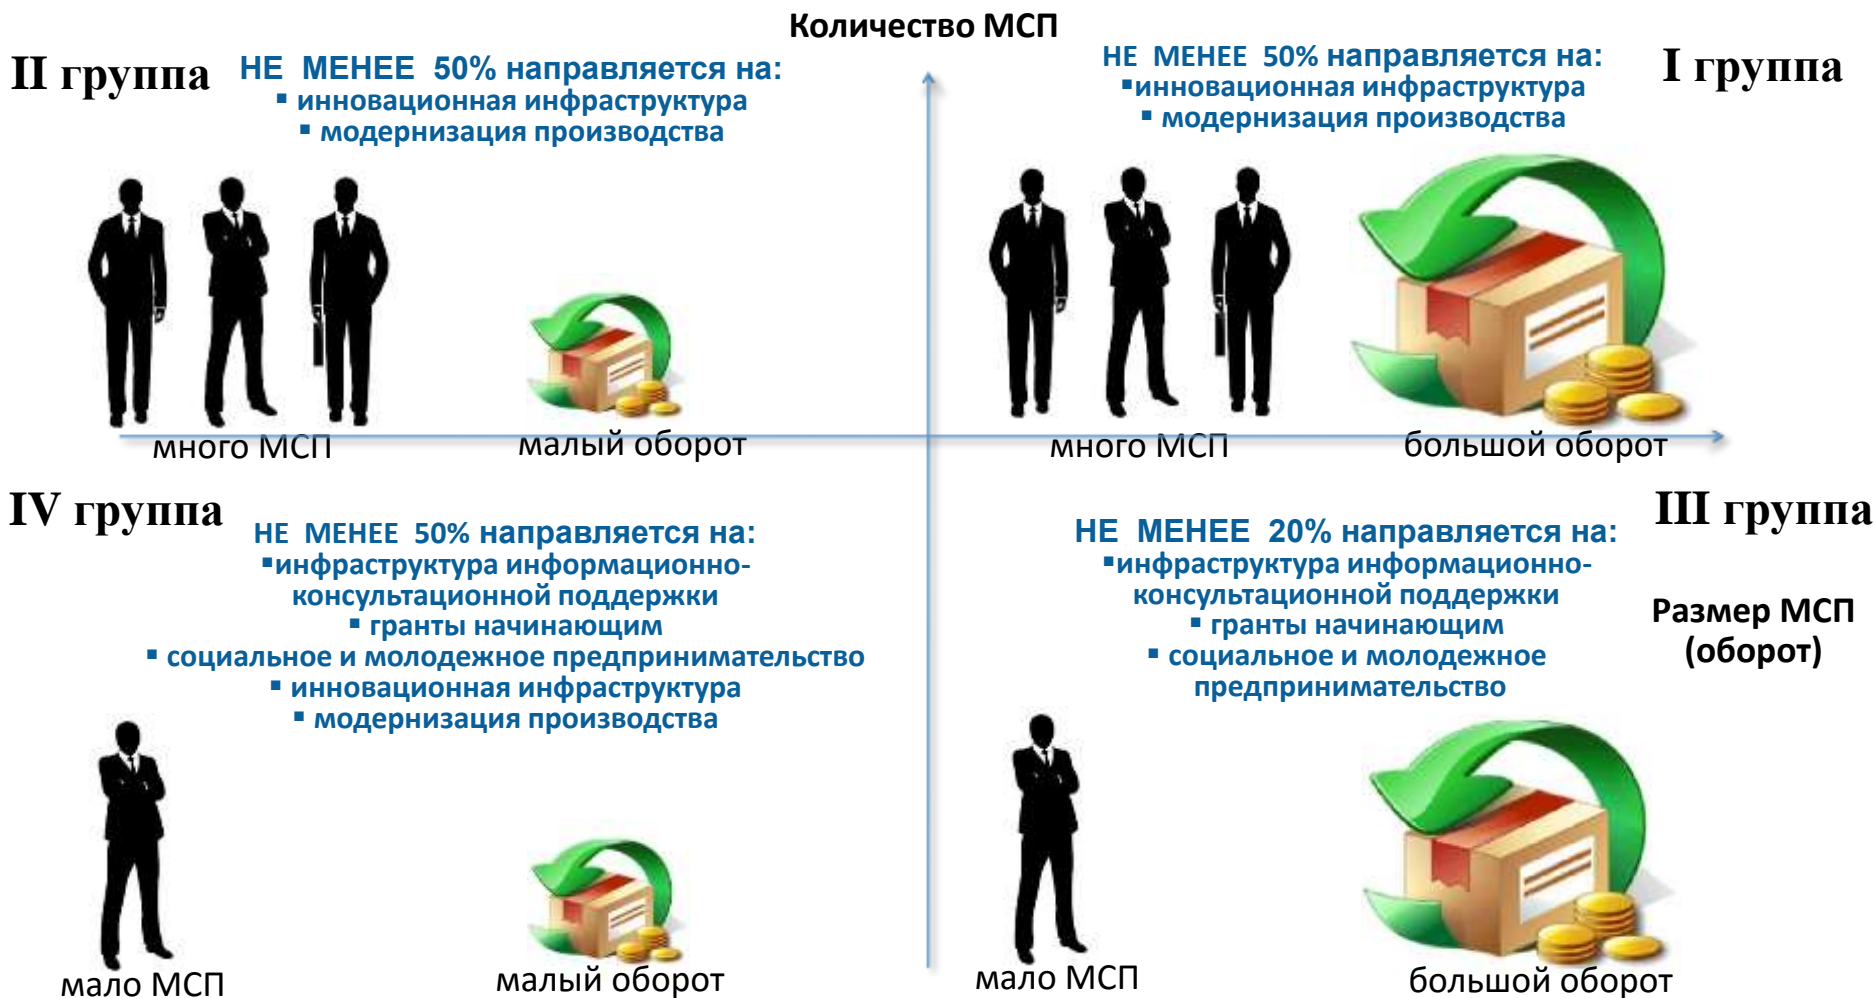 Количество МСП
II группа
НЕ МЕНЕЕ 50% направляется на:
▪ инновационная инфраструктура
▪ модернизация производства
много МСП
малый оборот
НЕ МЕНЕЕ 50% направляется на:
▪инновационная инфраструктура
▪ модернизация производства
I группа
много МСП
большой оборот
IV группа
НЕ МЕНЕЕ 50% направляется на:
▪инфраструктура информационно-
консультационной поддержки
▪ гранты начинающим
▪ социальное и молодежное предпринимательство
▪ инновационная инфраструктура
▪ модернизация производства
мало МСП
малый оборот
III группа
НЕ МЕНЕЕ 20% направляется на:
▪инфраструктура информационно-
консультационной поддержки
▪ гранты начинающим
▪ социальное и молодежное
предпринимательство
Размер МСП
(оборот)
мало МСП
большой оборот